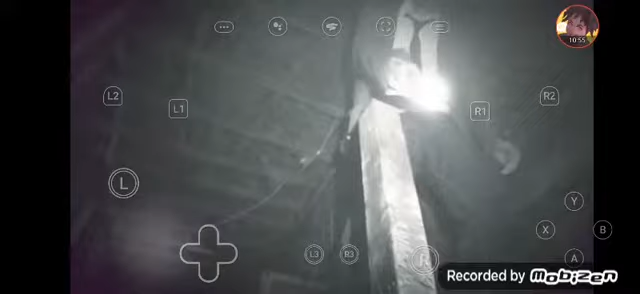 10:55
L2
L1
R1
R2
L
Y
X
B
L3
R3
R
A
Recorded by mobizen